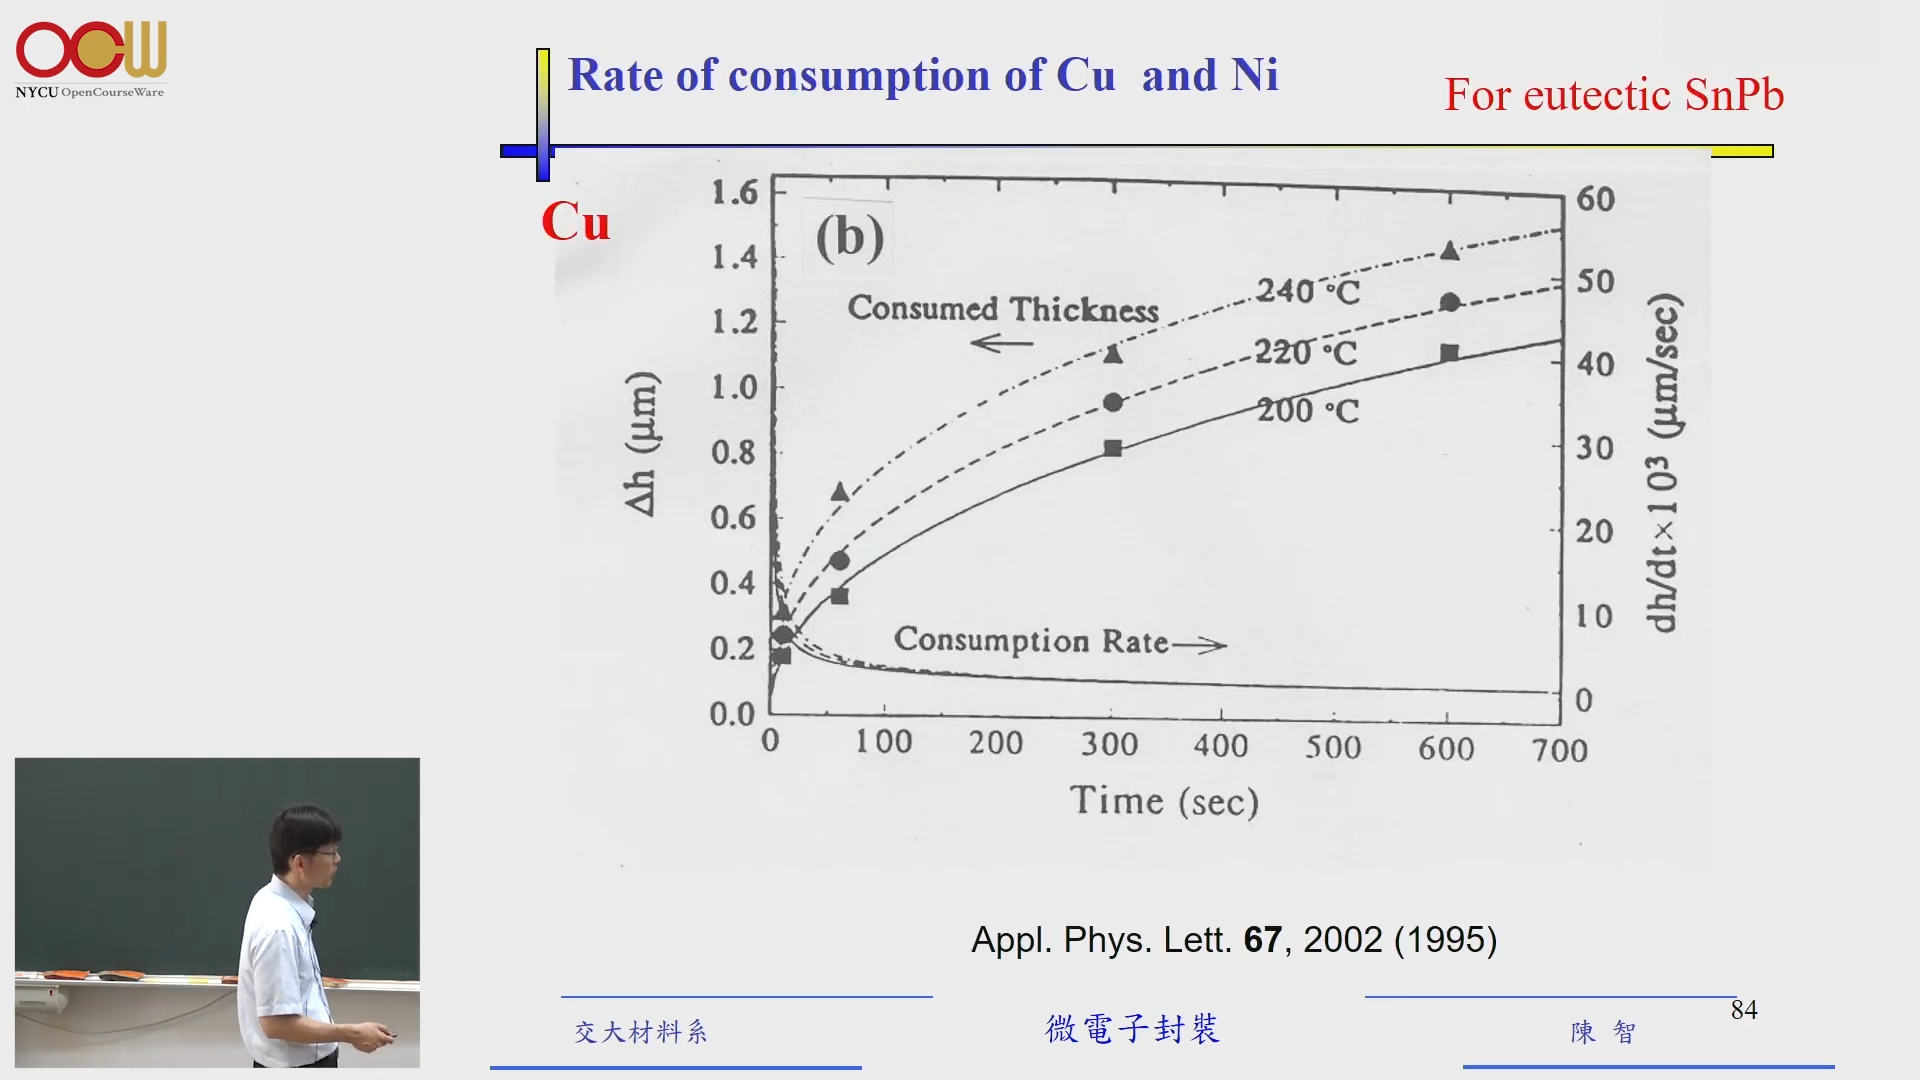 OCW
NYCU OpenCourseWare
Rate of consumption of Cu and Ni
For eutectic SnPb
Cu
(b)
Consumed Thickness
240 °C
220 °C
200 °C
Consumption Rate
1.6
1.4
1.2
1.0
0.8
0.6
0.4
0.2
0.0
Δh (μm)
60
50
40
30
20
10
0
dh/dt×10³ (μm/sec)
0 100 200 300 400 500 600 700
Time (sec)
Appl. Phys. Lett. 67, 2002 (1995)
交大材料系
微電子封裝
陳 智
84